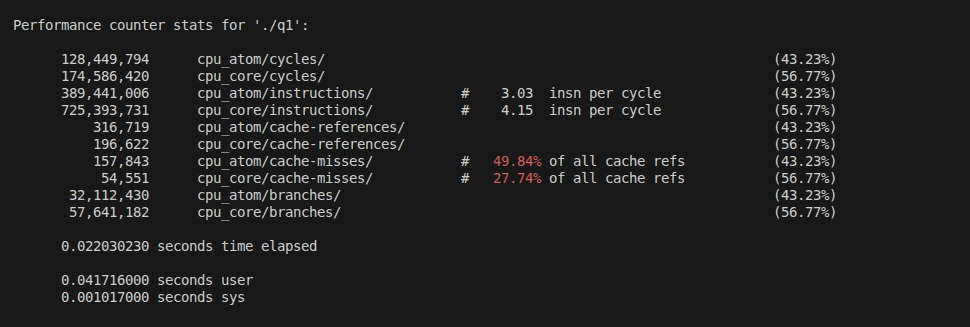 Performance counter stats for './q1':
128,449,794 cpu_atom/cycles/ (43.23%)
174,586,420 cpu_core/cycles/ (56.77%)
389,441,006 cpu_atom/instructions/ # 3.03 insn per cycle (43.23%)
725,393,731 cpu_core/instructions/ # 4.15 insn per cycle (56.77%)
316,719 cpu_atom/cache-references/ (43.23%)
196,622 cpu_core/cache-references/ (56.77%)
157,843 cpu_atom/cache-misses/ # 49.84% of all cache refs (43.23%)
54,551 cpu_core/cache-misses/ # 27.74% of all cache refs (56.77%)
32,112,430 cpu_atom/branches/ (43.23%)
57,641,182 cpu_core/branches/ (56.77%)
0.022030230 seconds time elapsed
0.041716000 seconds user
0.001017000 seconds sys